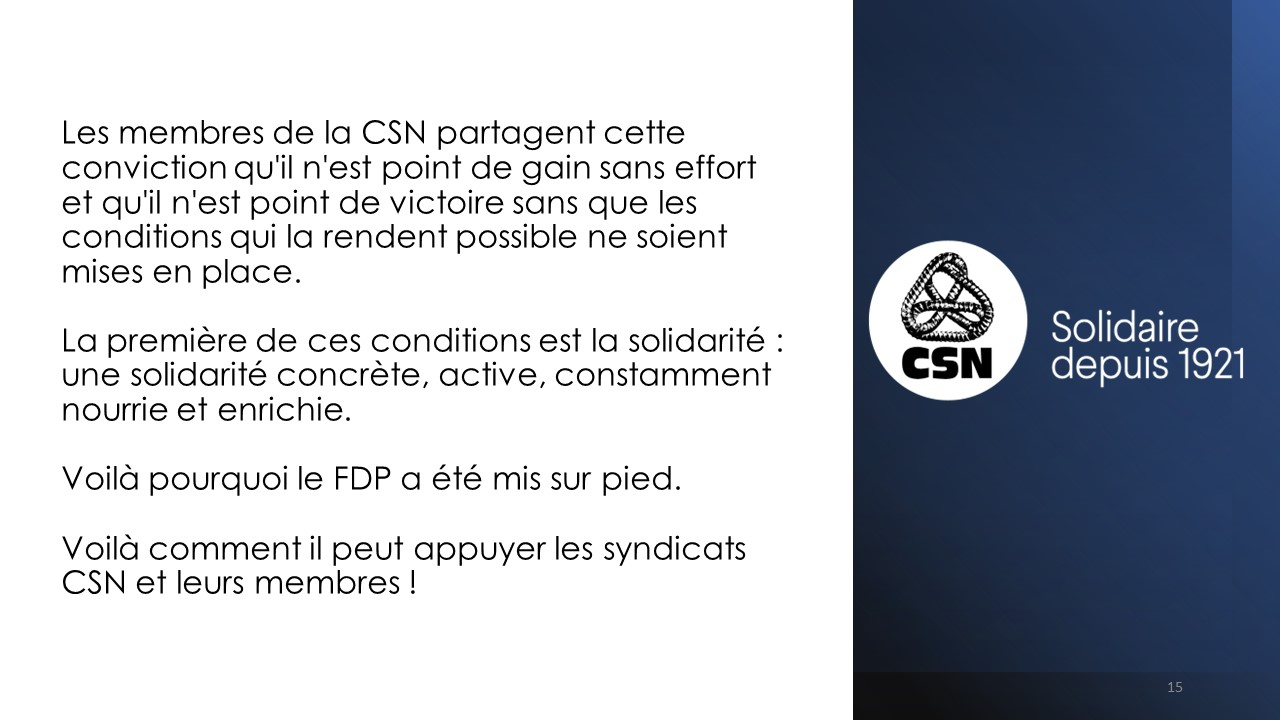 Les membres de la CSN partagent cette
conviction qu'il n'est point de gain sans effort
et qu'il n'est point de victoire sans que les
conditions qui la rendent possible ne soient
mises en place.
La première de ces conditions est la solidarité :
une solidarité concrète, active, constamment
nourrie et enrichie.
Voilà pourquoi le FDP a été mis sur pied.
Voilà comment il peut appuyer les syndicats
CSN et leurs membres !
CSN
Solidaire
depuis 1921
15